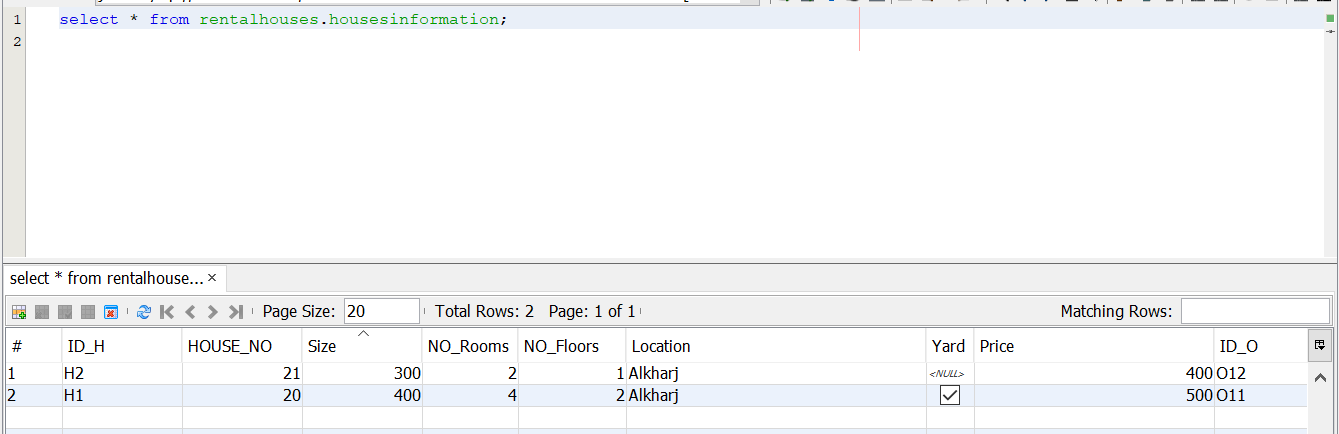 1 select * from rentalhouses.housesinformation;
2
select * from rentalhouse... ×
Page Size: 20 Total Rows: 2 Page: 1 of 1 Matching Rows:
# ID_H HOUSE_NO Size NO_Rooms NO_Floors Location Yard Price ID_O
1 H2 21 300 2 1 Alkharj <NULL> 400 O12
2 H1 20 400 4 2 Alkharj 500 O11